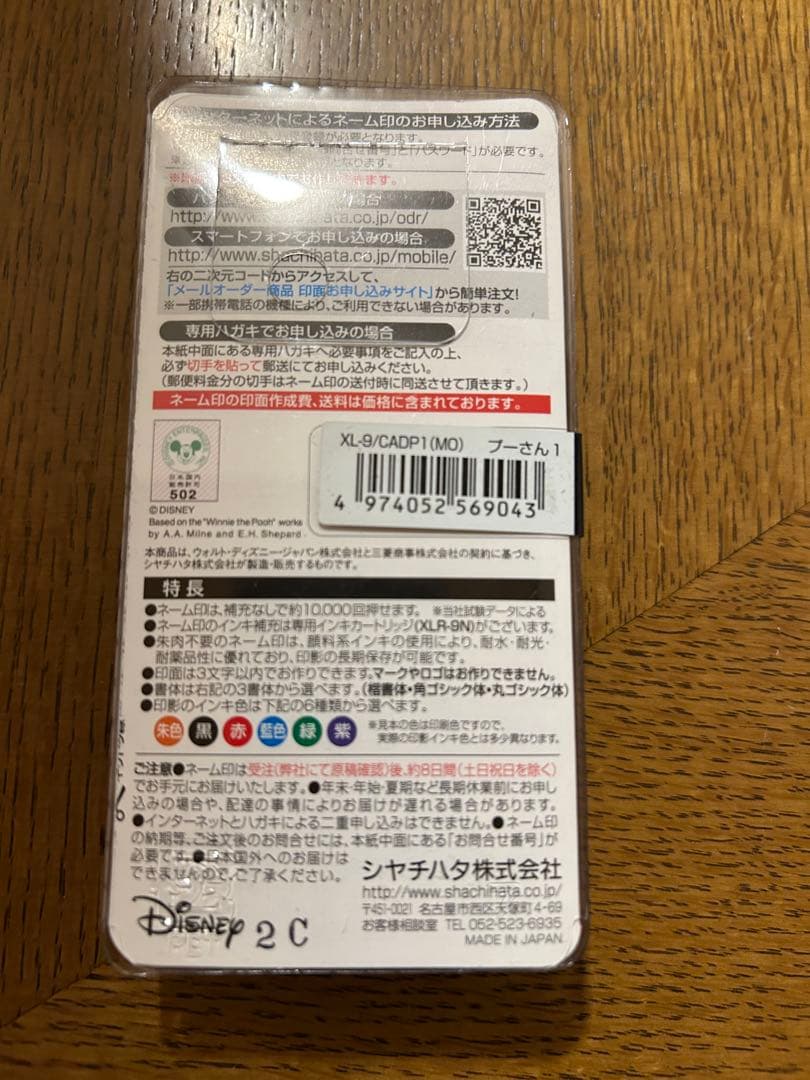 ターネットによるネーム印のお申し込み方法
が必要となります。
番号」と「パスワード」が必要です。
となります。
ます。
場合
http://www.shachihata.co.jp/odr/
スマートフォンでお申し込みの場合
http://www.shachihata.co.jp/mobile/
右の二次元コードからアクセスして、
「メールオーダー商品 印面お申し込みサイト」から簡単注文!
※一部携帯電話の機種により、ご利用できない場合があります。
専用ハガキでお申し込みの場合
本紙中面にある専用ハガキへ必要事項をご記入の上、
必ず切手を貼って郵送にてお申し込みください。
(郵便料金分の切手はネーム印の送付時に同送させて頂きます。)
ネーム印の印面作成費、送料は価格に含まれております。
XL-9/CADP1(MO) プーさん1
4 974052 569043
日本国内
販売許可
502
©DISNEY
Based on the "Winnie the Pooh" works
by A.A. Milne and E.H. Shepard.
本商品は、ウォルト・ディズニー・ジャパン株式会社と三菱商事株式会社の契約に基づき、
シヤチハタ株式会社が製造・販売するものです。
特長
●ネーム印は、補充なしで約10,000回押せます。 ※当社試験データによる
●ネーム印のインキ補充は専用インキカートリッジ(XLR-9N)がございます。
●朱肉不要のネーム印は、顔料系インキの使用により、耐水・耐光・
耐薬品性に優れており、印影の長期保存が可能です。
●印面は3文字以内でお作りできます。マークやロゴはお作りできません。
●書体は右記の3書体から選べます。(楷書体・角ゴシック体・丸ゴシック体)
●印影のインキ色は下記の6種類から選べます。
朱色 黒 赤 藍色 緑 紫
※見本の色は印刷色ですので、
実際の印影インキ色とは多少異なります。
ご注意●ネーム印は受注(弊社にて原稿確認)後、約8日間(土日祝日を除く)
でお手元にお届けいたします。●年末・年始・夏期など長期休業前にお申し
込みの場合や、配達の事情によりお届けが遅れる場合があります。
●インターネットとハガキによる二重申し込みはできません。●ネーム印
の納期等、ご注文後のお問合せには、本紙中面にある「お問合せ番号」が
必要です。●日本国外へのお届けは
できませんので、ご了承ください。
シヤチハタ株式会社
http://www.shachihata.co.jp/
〒451-0021 名古屋市西区天塚町4-69
お客様相談室 TEL 052-523-6935
MADE IN JAPAN
Disney 2 C